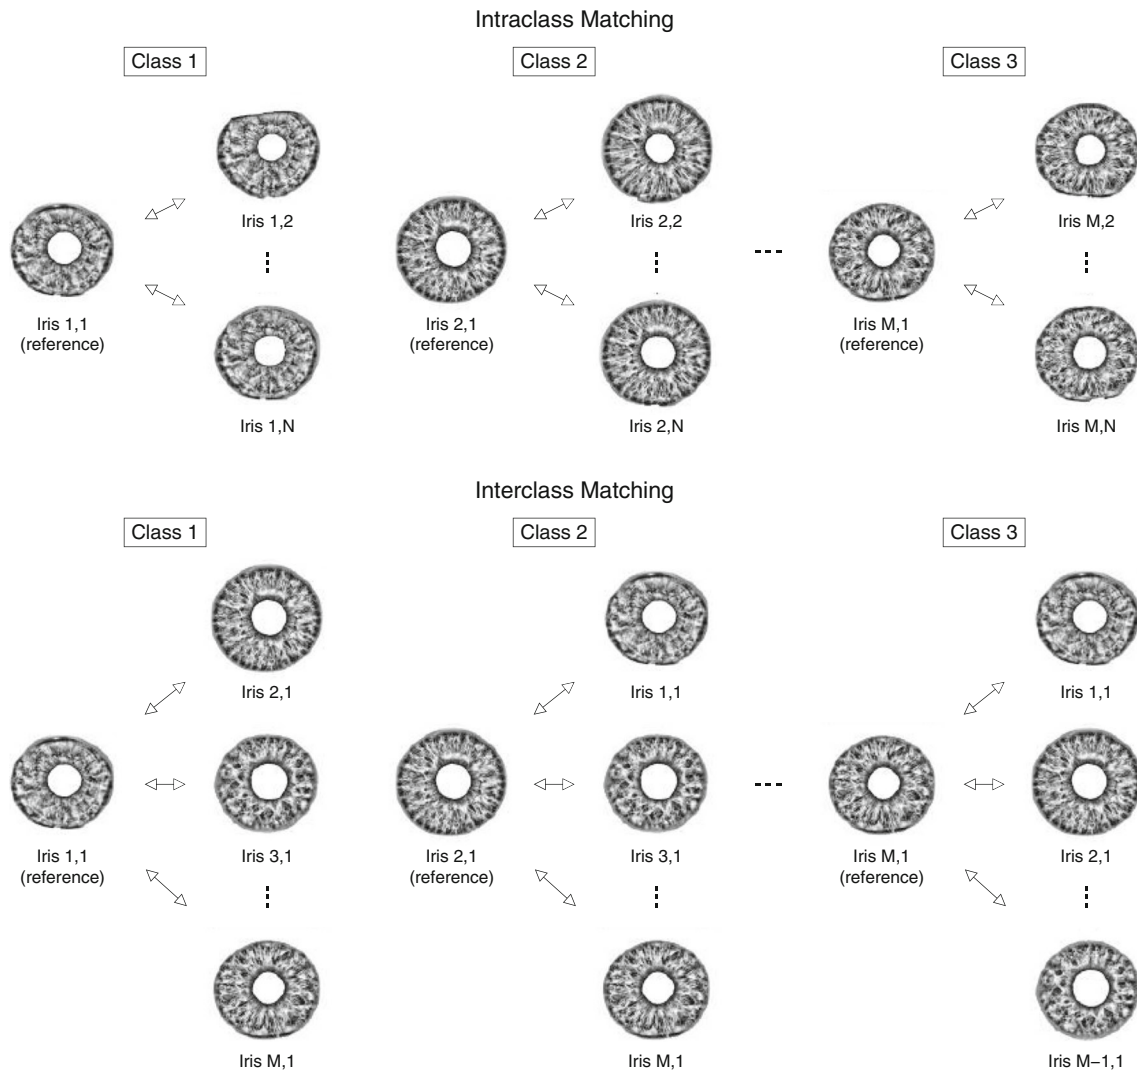 Intraclass Matching
Class 1
Class 2
Class 3
Iris 1,2
Iris 2,2
Iris M,2
Iris 1,1
(reference)
Iris 2,1
(reference)
Iris M,1
(reference)
Iris 1,N
Iris 2,N
Iris M,N
Interclass Matching
Class 1
Class 2
Class 3
Iris 2,1
Iris 1,1
Iris 1,1
Iris 1,1
(reference)
Iris 3,1
Iris 2,1
(reference)
Iris 3,1
Iris M,1
(reference)
Iris 2,1
Iris M,1
Iris M,1
Iris M−1,1